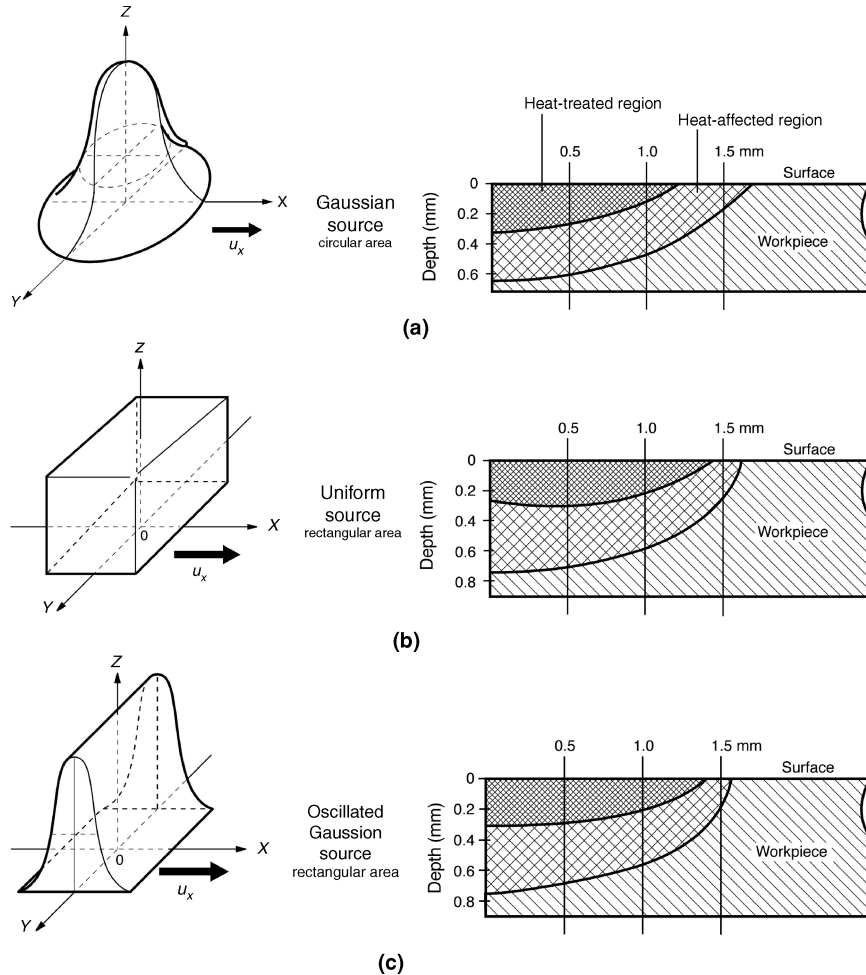 Z
X
Y
u_x
Gaussian
source
circular area
Heat-treated region
Heat-affected region
0.5
1.0
1.5 mm
Surface
0
0.2
0.4
0.6
Depth (mm)
Workpiece
(a)
Z
X
Y
0
u_x
Uniform
source
rectangular area
0.5
1.0
1.5 mm
Surface
0
0.2
0.4
0.6
0.8
Depth (mm)
Workpiece
(b)
Z
X
Y
0
u_x
Oscillated
Gaussion
source
rectangular area
0.5
1.0
1.5 mm
Surface
0
0.2
0.4
0.6
0.8
Depth (mm)
Workpiece
(c)